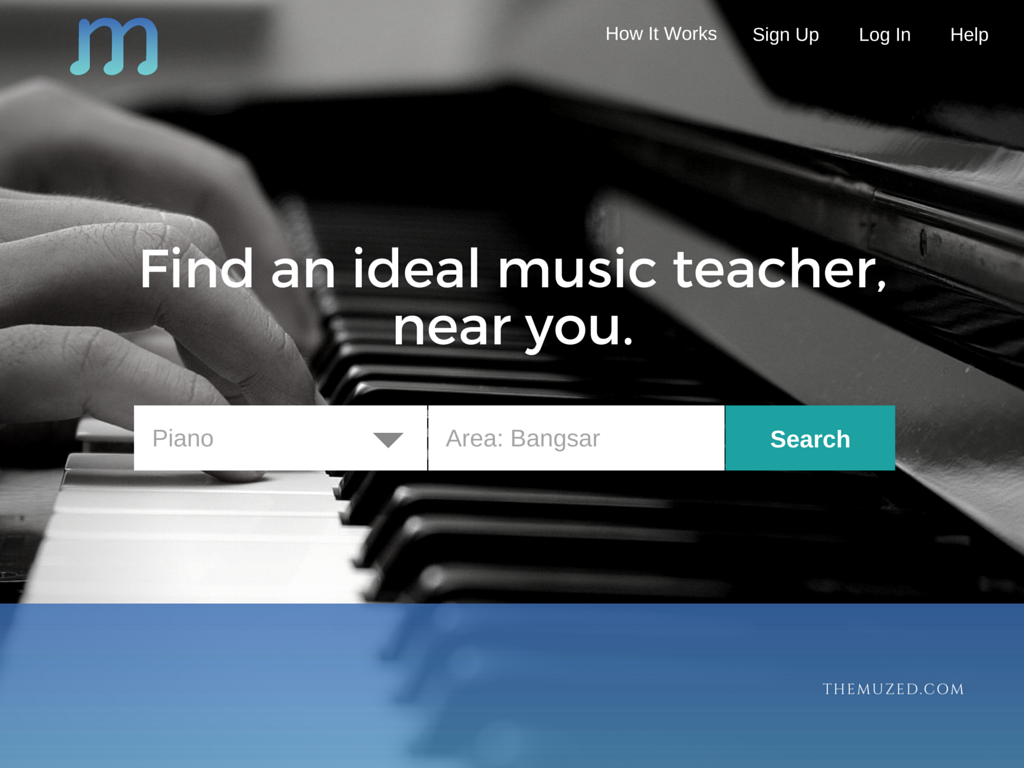 m
How It Works Sign Up Log In Help
Find an ideal music teacher,
near you.
Piano Area: Bangsar Search
THEMUZED.COM